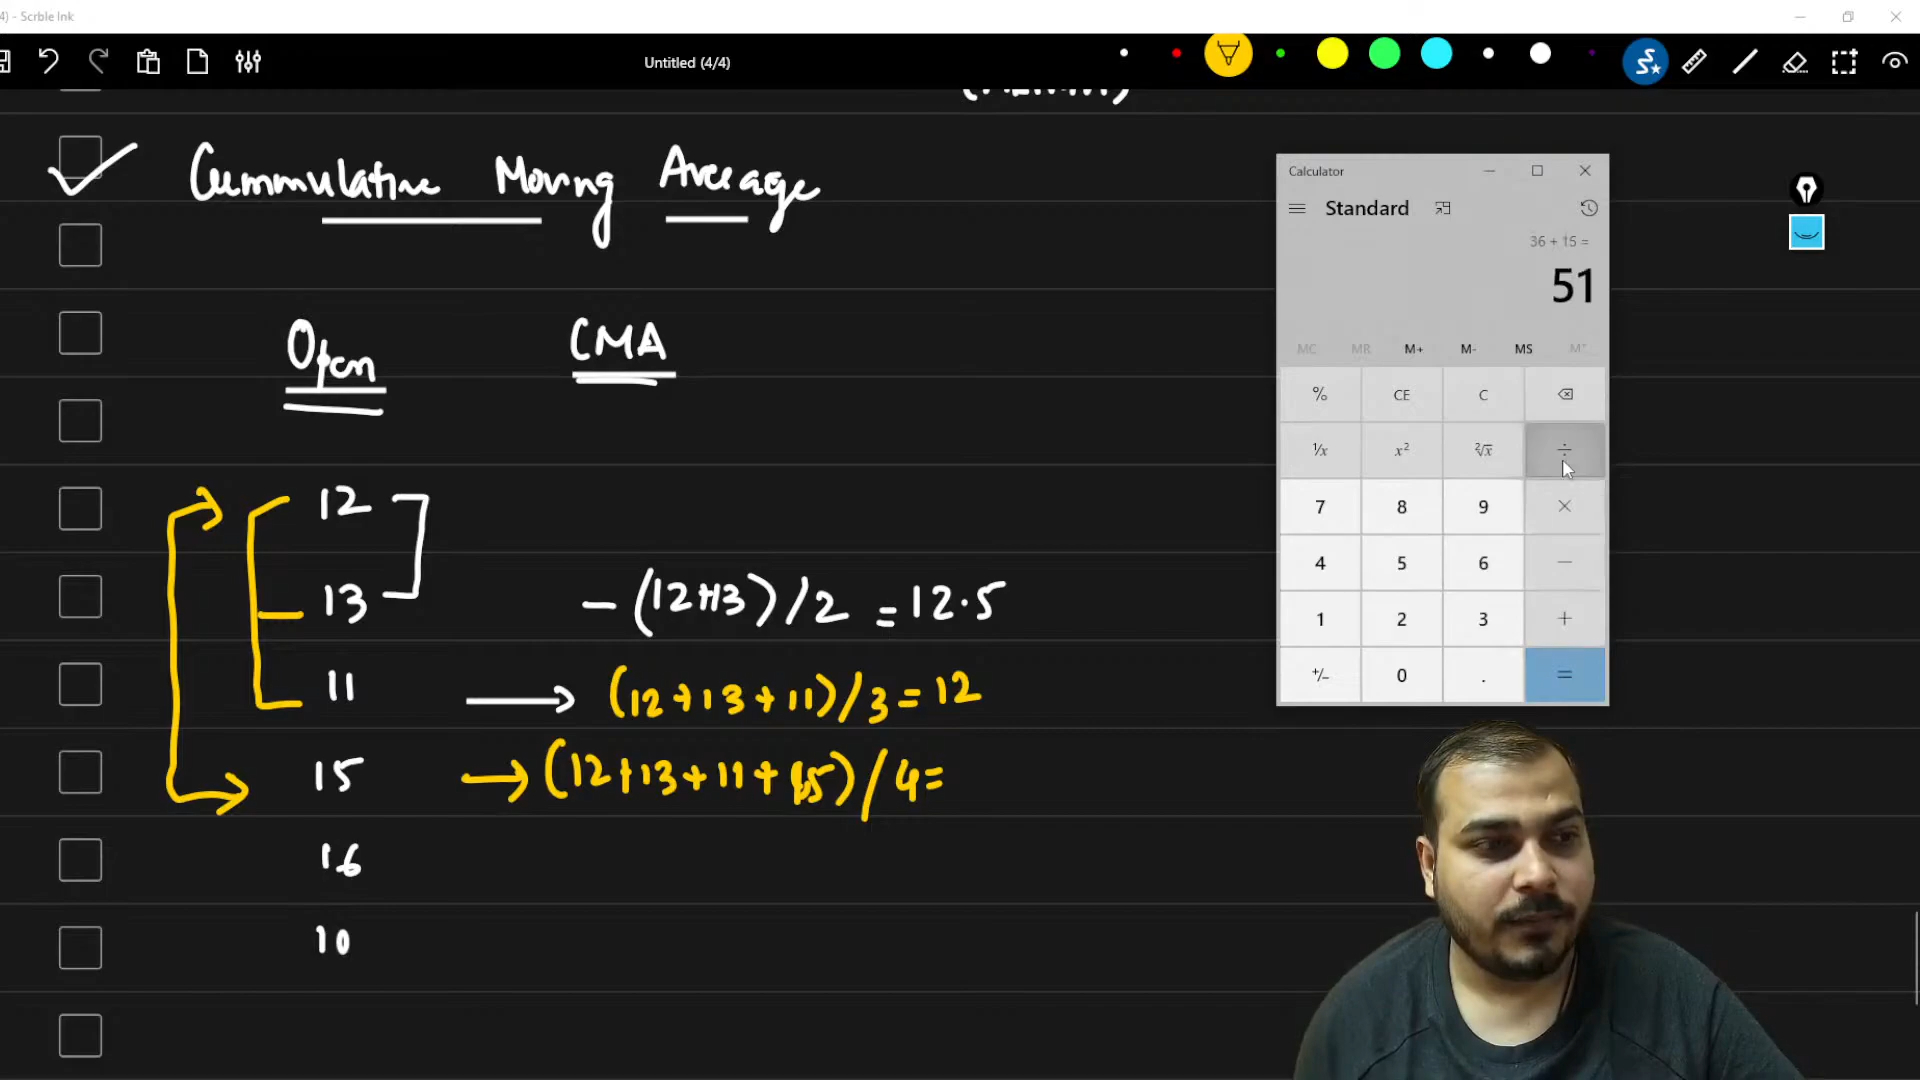 4) - Scrble Ink
Untitled (4/4)
Cummulative Moving Average
Open CMA
12
13 - (12+13)/2 = 12.5
11 → (12+13+11)/3 = 12
15 → (12+13+11+15)/4=
16
10
Calculator
Standard
36 + 15 =
51
MC MR M+ M- MS M˅
% CE C ⌫
¹/x x² ²√x ÷
7 8 9 ×
4 5 6 −
1 2 3 +
+/− 0 . =